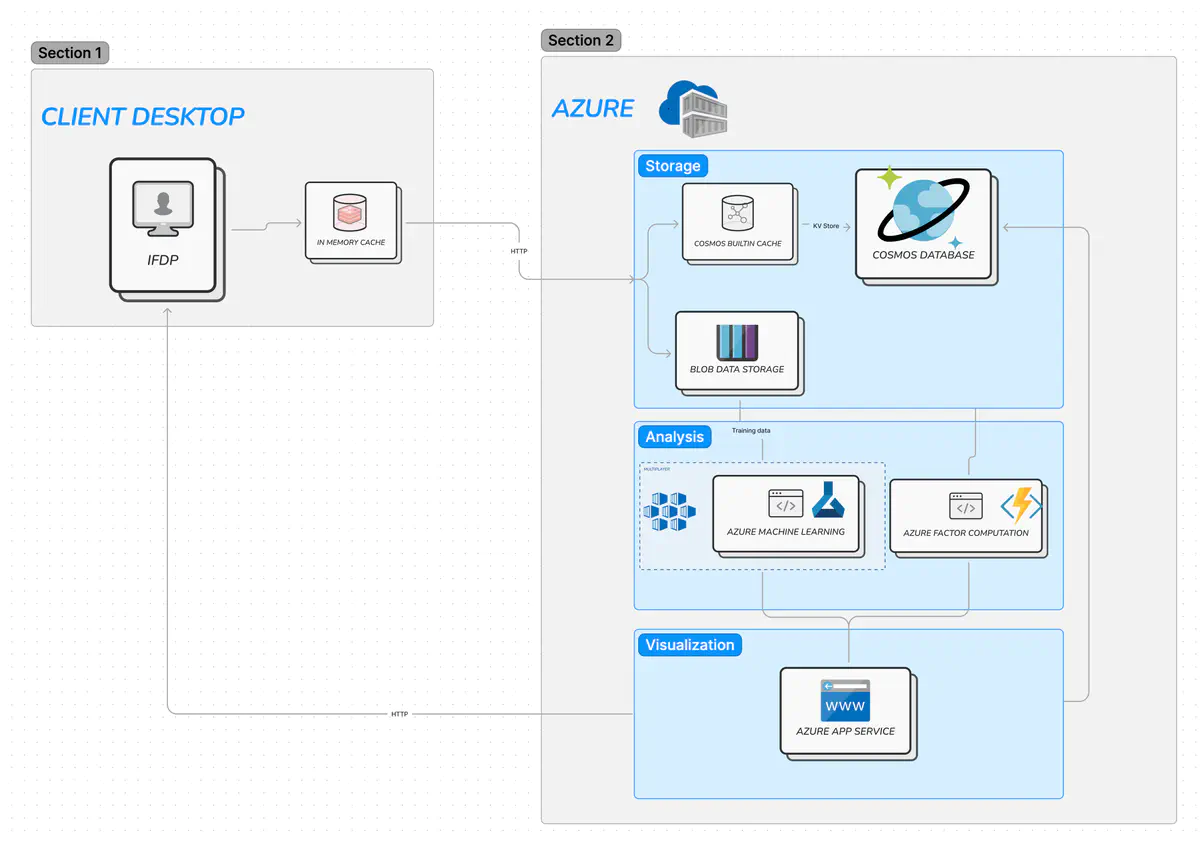 Section 1
Section 2
CLIENT DESKTOP
AZURE
Storage
IFDP
IN MEMORY CACHE
HTTP
COSMOS BUILTIN CACHE
KV Store
COSMOS DATABASE
BLOB DATA STORAGE
Training data
Analysis
MULTIPLAYER
AZURE MACHINE LEARNING
AZURE FACTOR COMPUTATION
Visualization
WWW
AZURE APP SERVICE
HTTP